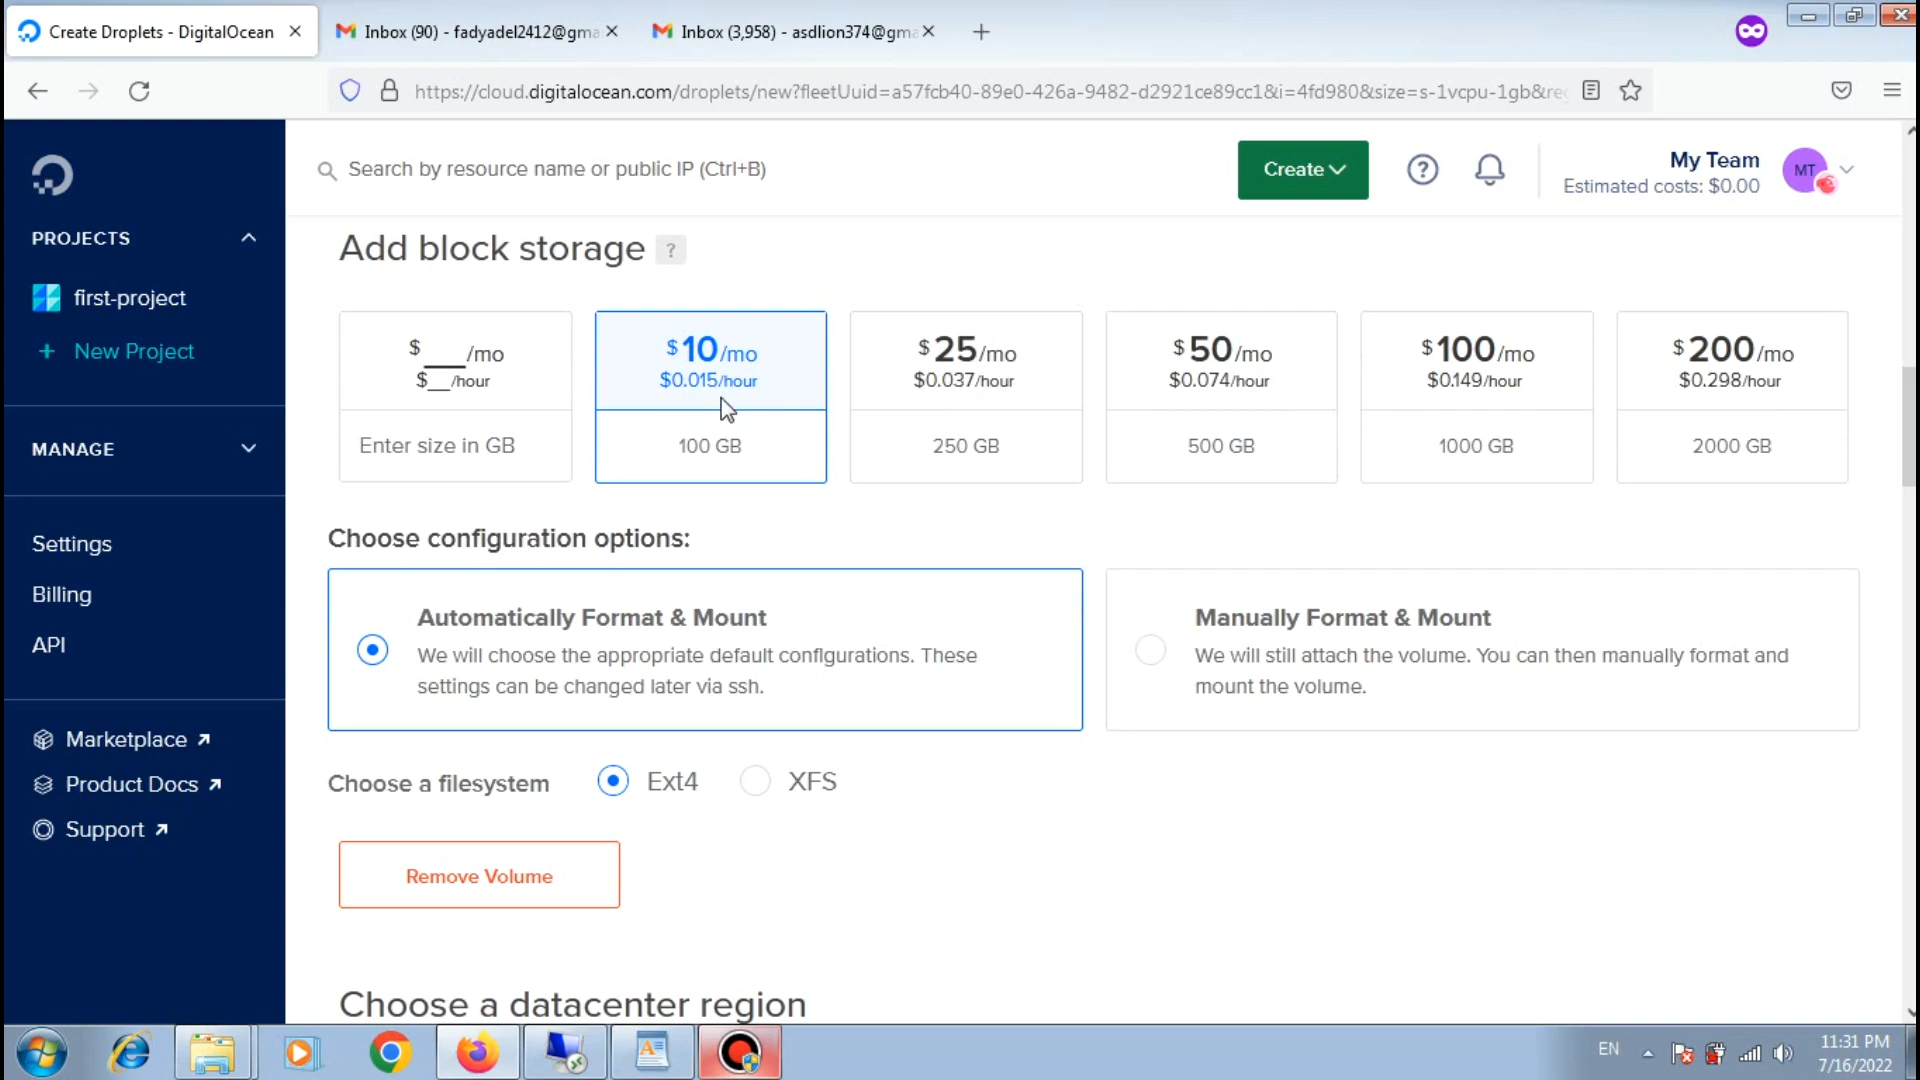 Create Droplets - DigitalOcean
Inbox (90) - fadyadel2412@gma
Inbox (3,958) - asdlion374@gma
https://cloud.digitalocean.com/droplets/new?fleetUuid=a57fcb40-89e0-426a-9482-d2921ce89cc1&i=4fd980&size=s-1vcpu-1gb&re
Search by resource name or public IP (Ctrl+B)
Create
?
My Team
Estimated costs: $0.00
MT
PROJECTS
first-project
+ New Project
MANAGE
Settings
Billing
API
Marketplace
Product Docs
Support
Add block storage ?
$ ___/mo
$__/hour
Enter size in GB
$10/mo
$0.015/hour
100 GB
$25/mo
$0.037/hour
250 GB
$50/mo
$0.074/hour
500 GB
$100/mo
$0.149/hour
1000 GB
$200/mo
$0.298/hour
2000 GB
Choose configuration options:
Automatically Format & Mount
We will choose the appropriate default configurations. These
settings can be changed later via ssh.
Manually Format & Mount
We will still attach the volume. You can then manually format and
mount the volume.
Choose a filesystem Ext4 XFS
Remove Volume
Choose a datacenter region
EN
11:31 PM
7/16/2022